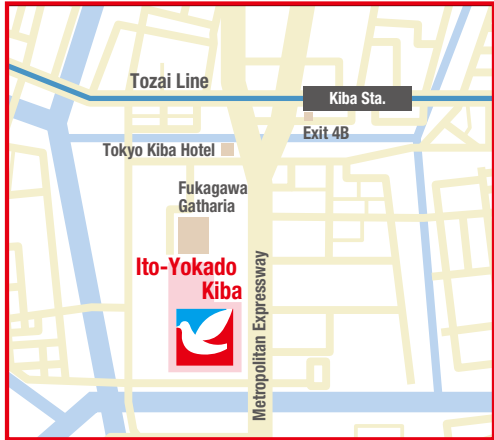 Tozai Line
Kiba Sta.
Exit 4B
Tokyo Kiba Hotel
Fukagawa
Gatharia
Ito-Yokado
Kiba
Metropolitan Expressway